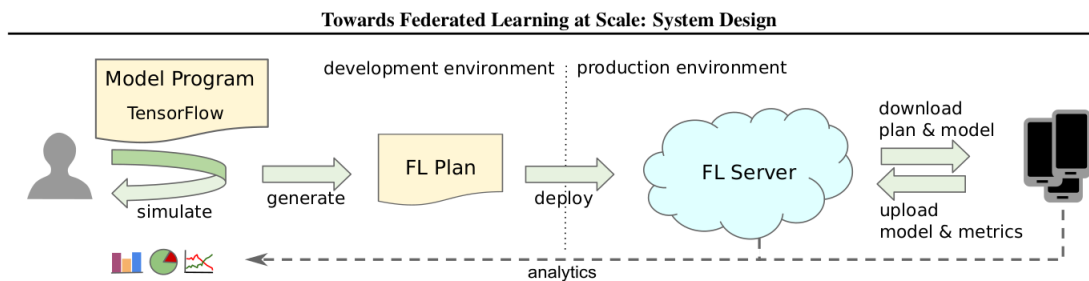 Towards Federated Learning at Scale: System Design
Model Program
TensorFlow
development environment
production environment
simulate
generate
FL Plan
deploy
FL Server
download
plan & model
upload
model & metrics
analytics